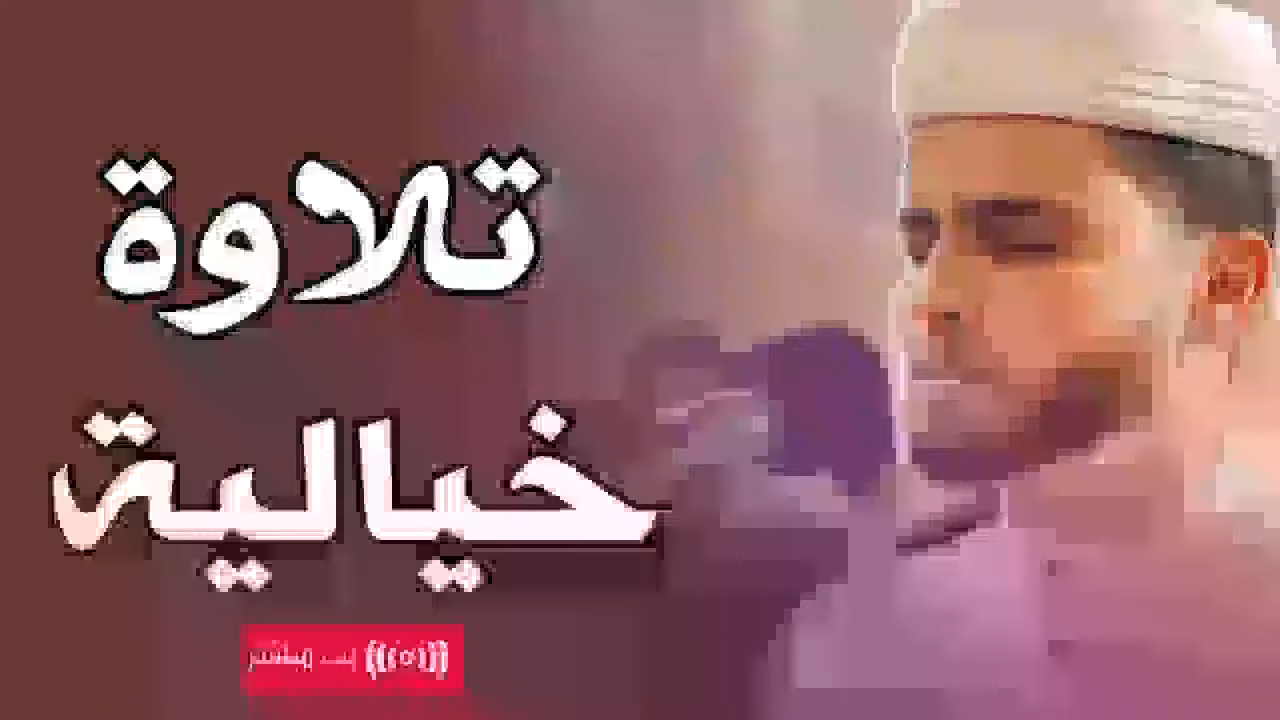 تلاوة
خيالية
بث مباشر